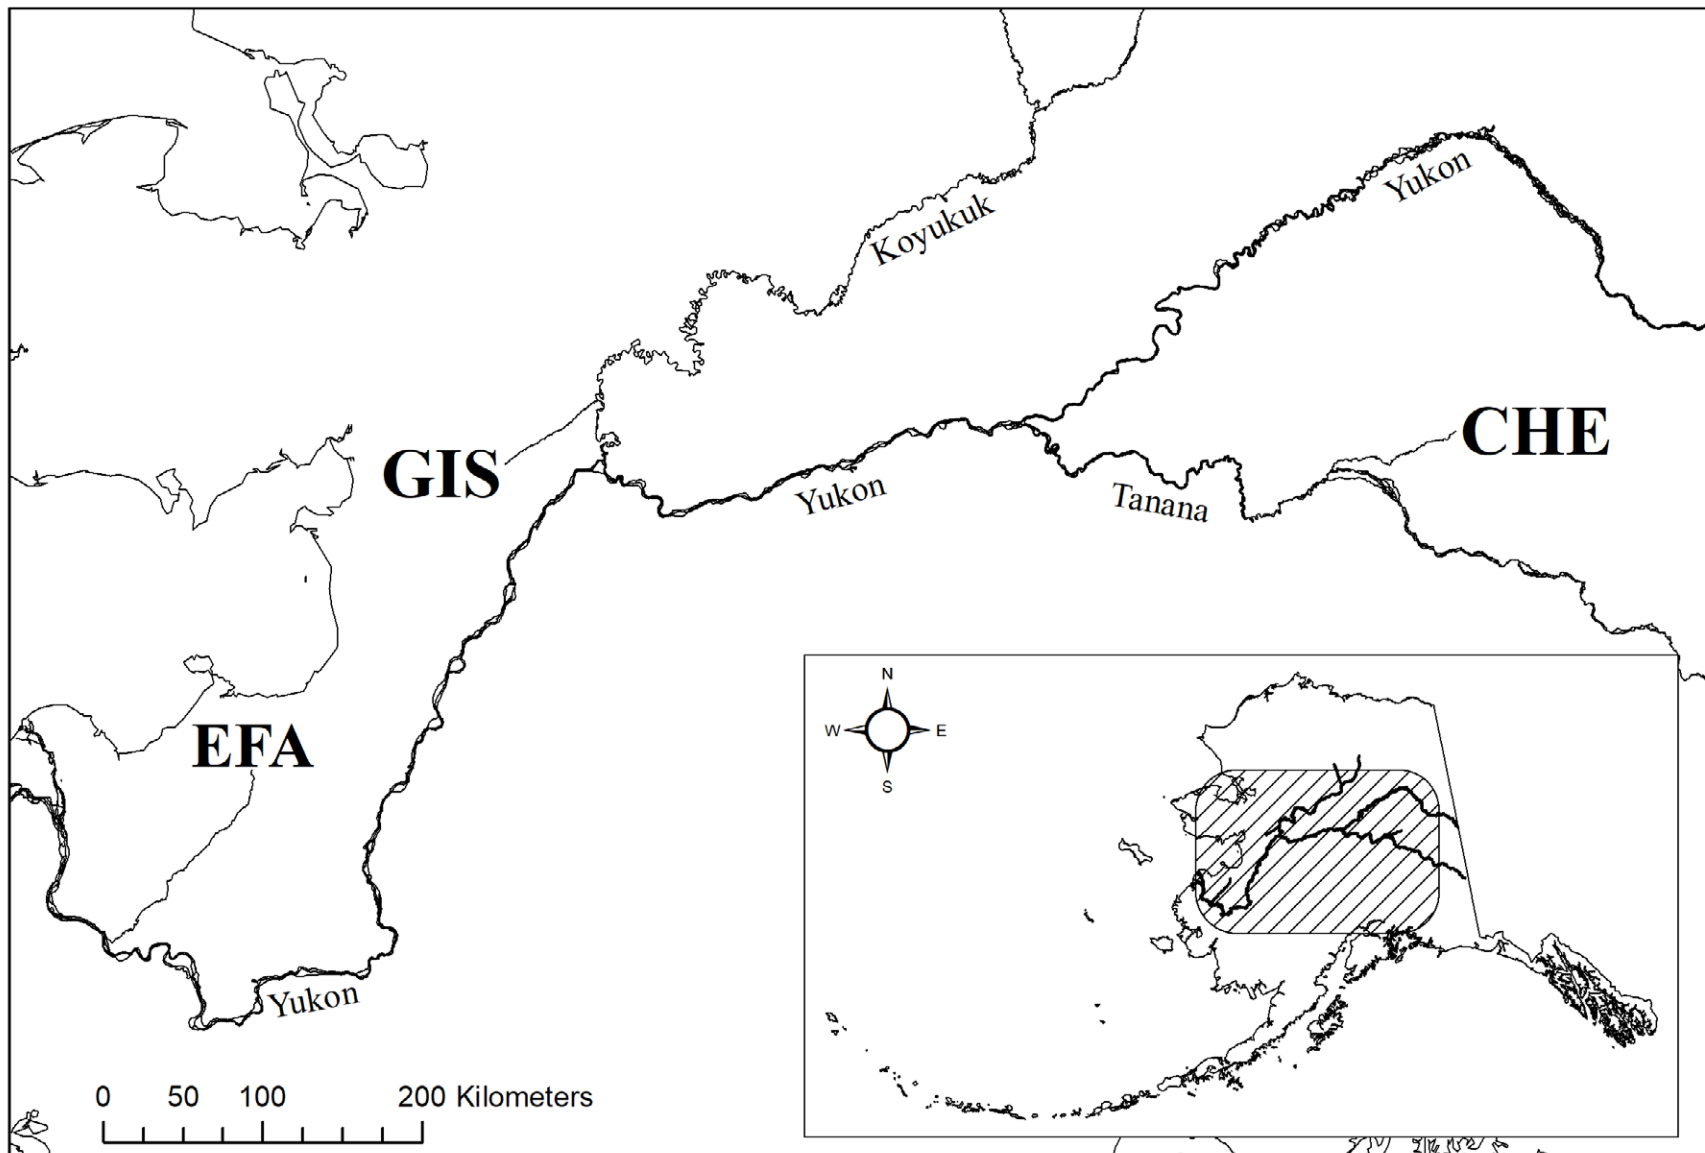 Yukon
Koyukuk
CHE
GIS
Yukon
Tanana
EFA
N
W E
S
Yukon
0 50 100 200 Kilometers